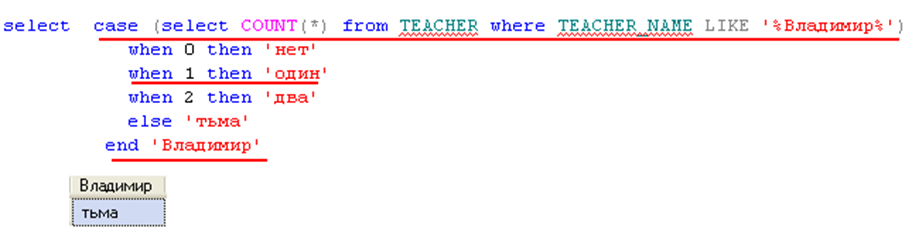 select case (select COUNT(*) from TEACHER where TEACHER_NAME LIKE '%Владимир%')
when 0 then 'нет'
when 1 then 'один'
when 2 then 'два'
else 'тьма'
end 'Владимир'
Владимир
тьма